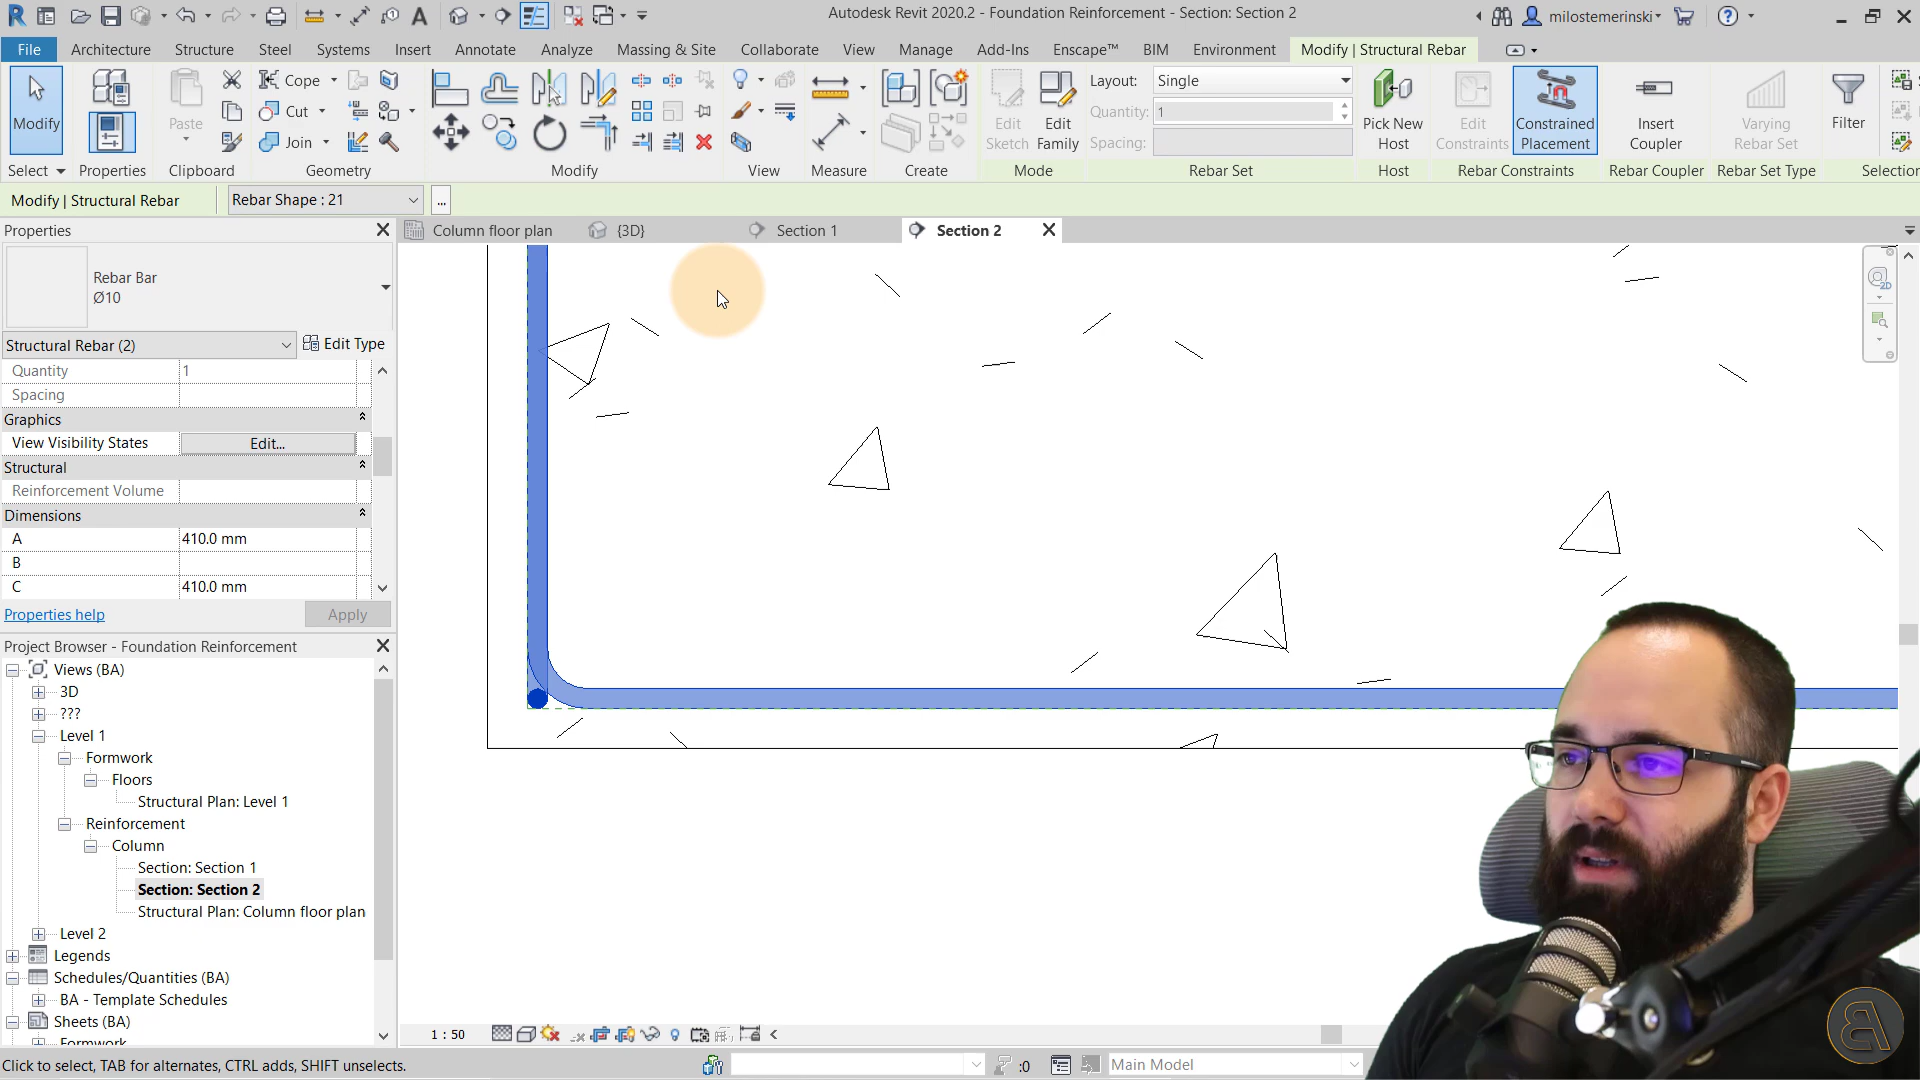 Autodesk Revit 2020.2 - Foundation Reinforcement - Section: Section 2
milostemerinski
File Architecture Structure Steel Systems Insert Annotate Analyze Massing & Site Collaborate View Manage Add-Ins Enscape™ BIM Environment Modify | Structural Rebar
Modify
Paste
Cope
Cut
Join
Edit Sketch
Edit Family
Layout: Single
Quantity: 1
Spacing:
Pick New Host
Edit Constraints
Constrained Placement
Insert Coupler
Varying Rebar Set
Filter
Select Properties Clipboard Geometry Modify View Measure Create Mode Rebar Set Host Rebar Constraints Rebar Coupler Rebar Set Type Selection
Modify | Structural Rebar Rebar Shape : 21 ...
Properties
Column floor plan {3D} Section 1 Section 2
Rebar Bar
Ø10
Structural Rebar (2) Edit Type
Quantity 1
Spacing
Graphics
View Visibility States Edit...
Structural
Reinforcement Volume
Dimensions
A 410.0 mm
B
C 410.0 mm
Properties help Apply
Project Browser - Foundation Reinforcement
Views (BA)
3D
???
Level 1
Formwork
Floors
Structural Plan: Level 1
Reinforcement
Column
Section: Section 1
Section: Section 2
Structural Plan: Column floor plan
Level 2
Legends
Schedules/Quantities (BA)
BA - Template Schedules
Sheets (BA)
Formwork
2D
1 : 50
Click to select, TAB for alternates, CTRL adds, SHIFT unselects.
:0
Main Model